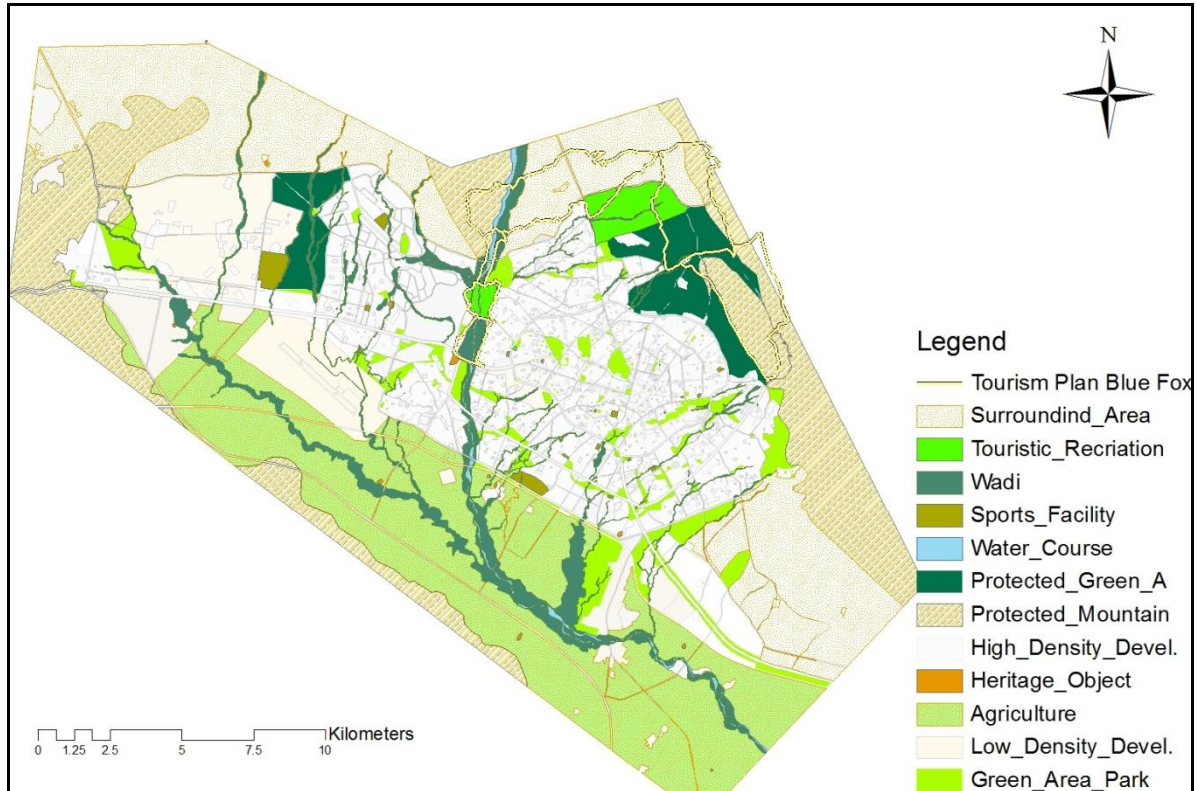 N
Legend
Tourism Plan Blue Fox
Surroundind_Area
Touristic_Recriation
Wadi
Sports_Facility
Water_Course
Protected_Green_A
Protected_Mountain
High_Density_Devel.
Heritage_Object
Agriculture
Low_Density_Devel.
Green_Area_Park
Kilometers
0 1.25 2.5 5 7.5 10